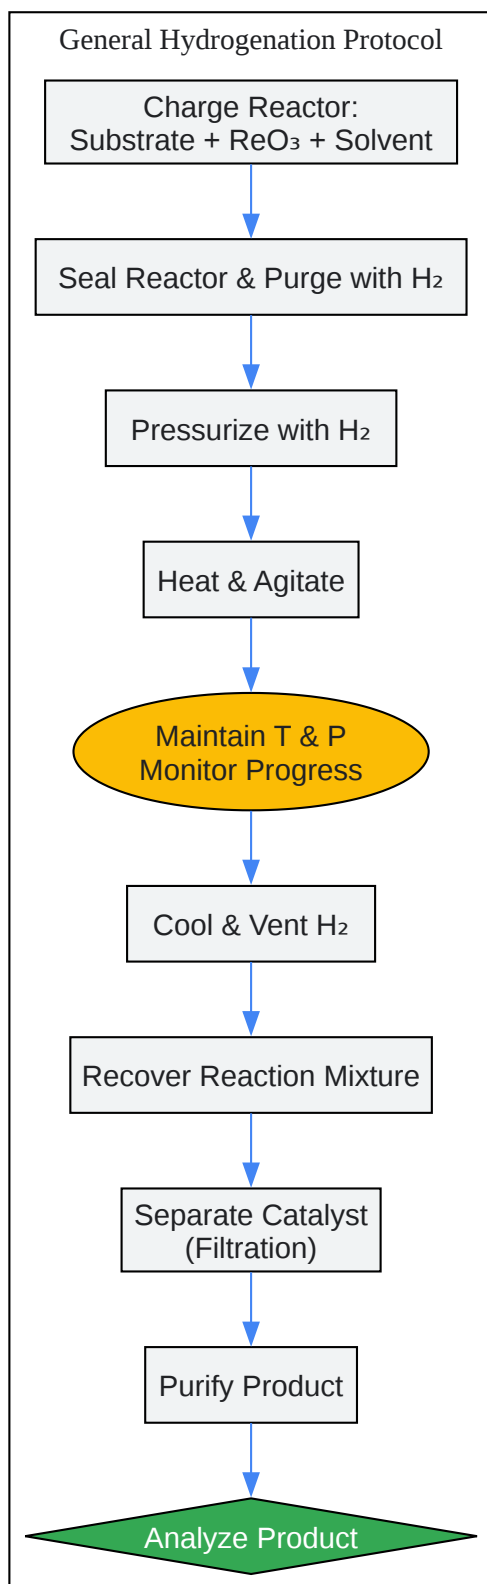 General Hydrogenation Protocol
Charge Reactor:
Substrate + ReO₃ + Solvent
Seal Reactor & Purge with H₂
Pressurize with H₂
Heat & Agitate
Maintain T & P
Monitor Progress
Cool & Vent H₂
Recover Reaction Mixture
Separate Catalyst
(Filtration)
Purify Product
Analyze Product